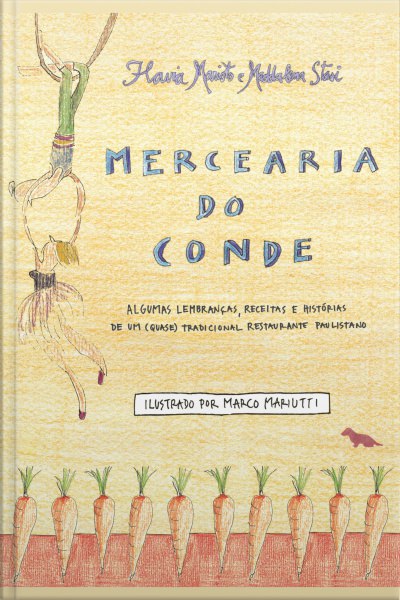 Flavia Mariotto e Maddalena Stasi
MERCEARIA
DO
CONDE
ALGUMAS LEMBRANÇAS, RECEITAS E HISTÓRIAS
DE UM (QUASE) TRADICIONAL RESTAURANTE PAULISTANO
ILUSTRADO POR MARCO MARIUTTI